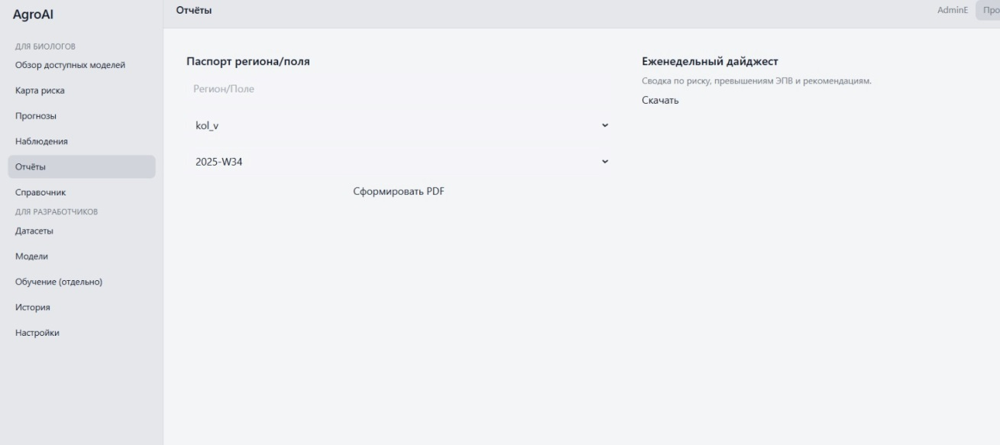 AgroAI
ДЛЯ БИОЛОГОВ
Обзор доступных моделей
Карта риска
Прогнозы
Наблюдения
Отчёты
Справочник
ДЛЯ РАЗРАБОТЧИКОВ
Датасеты
Модели
Обучение (отдельно)
История
Настройки
Отчёты
AdminE
Про
Паспорт региона/поля
Регион/Поле
kol_v
2025-W34
Сформировать PDF
Еженедельный дайджест
Сводка по риску, превышениям ЭПВ и рекомендациям.
Скачать